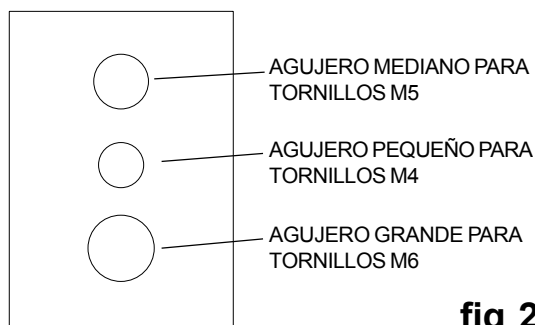 AGUJERO MEDIANO PARA
TORNILLOS M5
AGUJERO PEQUEÑO PARA
TORNILLOS M4
AGUJERO GRANDE PARA
TORNILLOS M6
fig 2